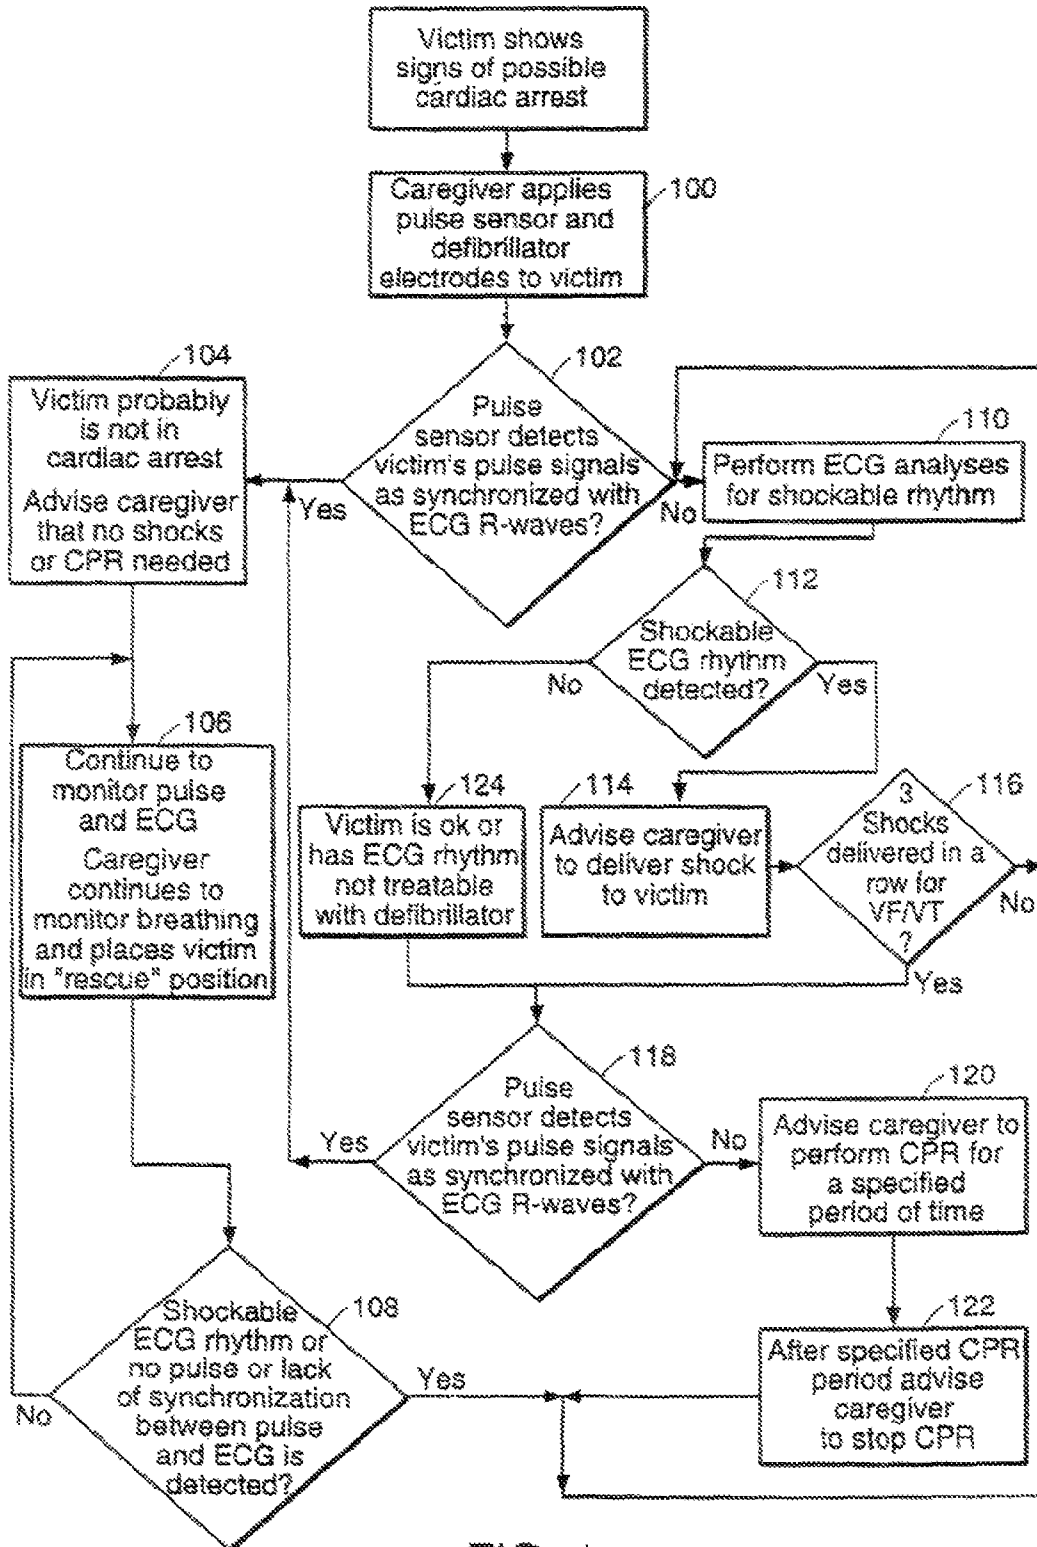 Victim shows
signs of possible
cardiac arrest
100
Caregiver applies
pulse sensor and
defibrillator
electrodes to victim
102
Pulse
sensor detects
victim's pulse signals
as synchronized with
ECG R-waves?
Yes
No
104
Victim probably
is not in
cardiac arrest
Advise caregiver
that no shocks
or CPR needed
110
Perform ECG analyses
for shockable rhythm
112
Shockable
ECG rhythm
detected?
No
Yes
106
Continue to
monitor pulse
and ECG
Caregiver
continues to
monitor breathing
and places victim
in "rescue" position
124
Victim is ok or
has ECG rhythm
not treatable
with defibrillator
114
Advise caregiver
to deliver shock
to victim
116
3
Shocks
delivered in a
row for
VF/VT
?
No
Yes
118
Pulse
sensor detects
victim's pulse signals
as synchronized with
ECG R-waves?
Yes
No
120
Advise caregiver to
perform CPR for
a specified
period of time
108
Shockable
ECG rhythm or
no pulse or lack
of synchronization
between pulse
and ECG is
detected?
No
Yes
122
After specified CPR
period advise
caregiver
to stop CPR